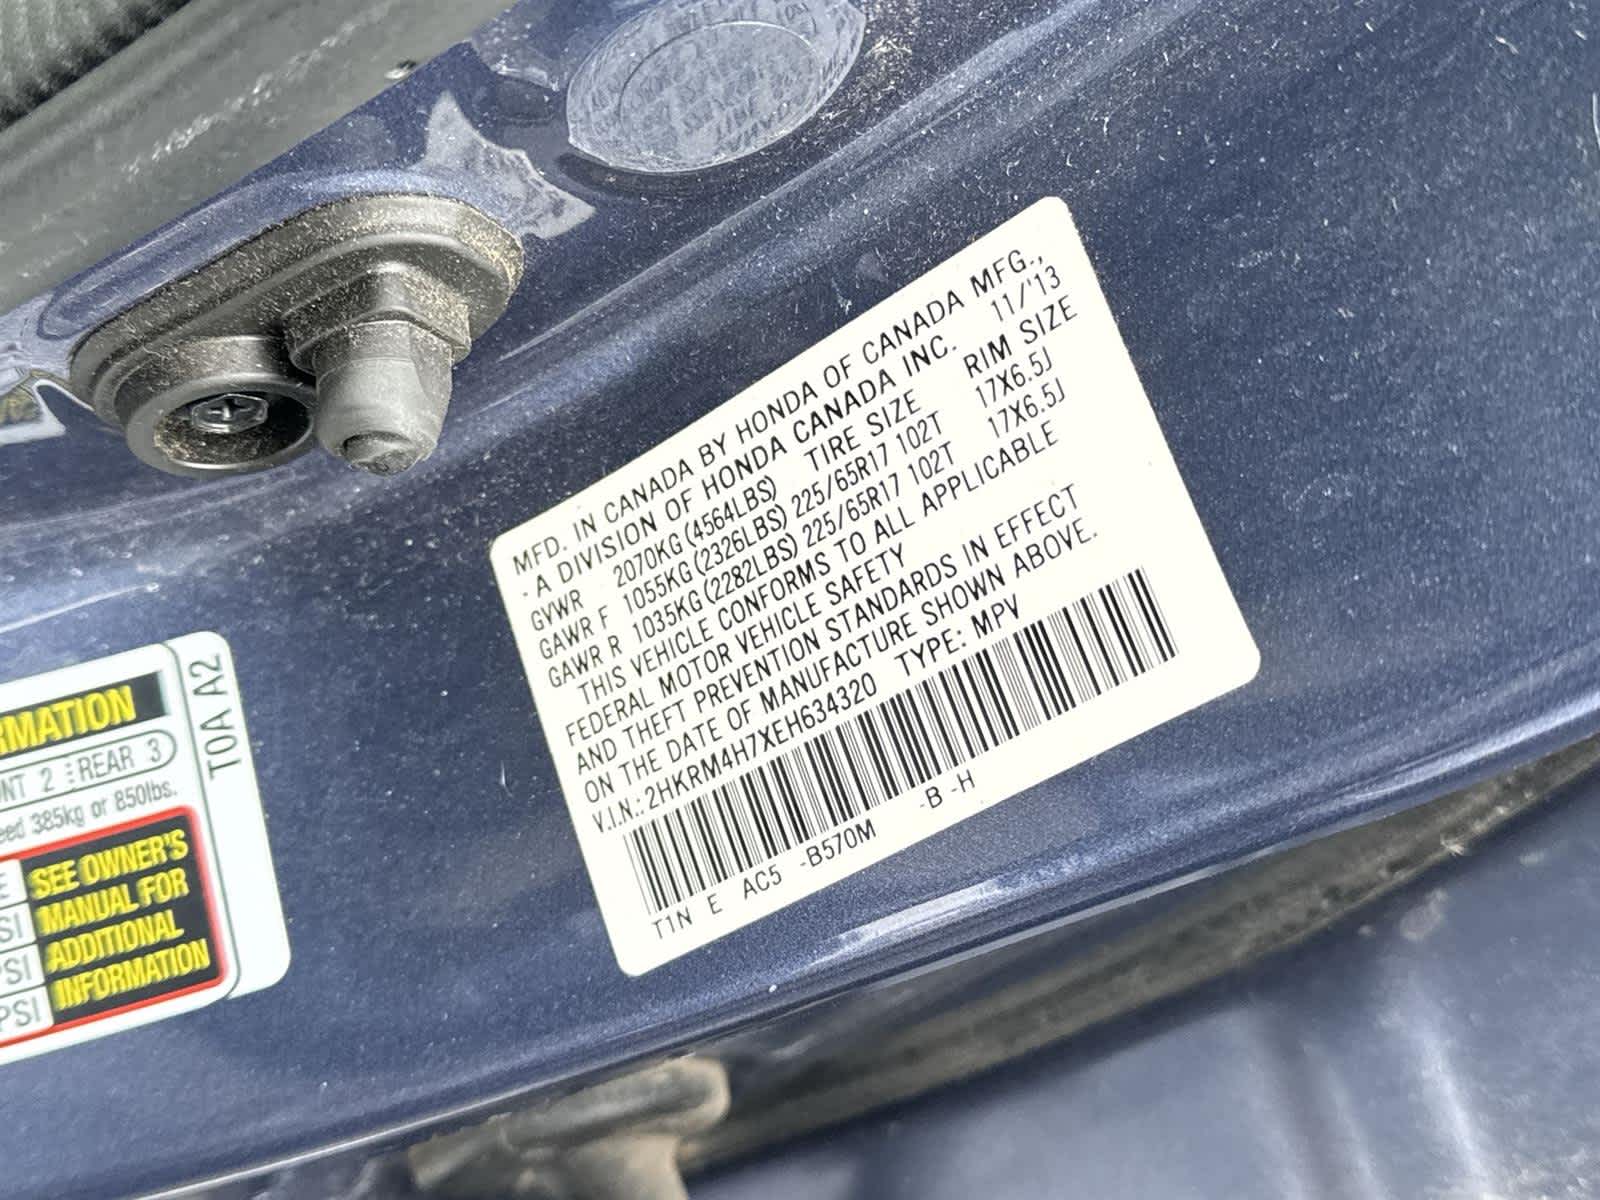 MFD. IN CANADA BY HONDA OF CANADA MFG.,
- A DIVISION OF HONDA CANADA INC. 11/'13
GVWR 2070KG (4564LBS) TIRE SIZE RIM SIZE
GAWR F 1055KG (2326LBS) 225/65R17 102T 17X6.5J
GAWR R 1035KG (2282LBS) 225/65R17 102T 17X6.5J
THIS VEHICLE CONFORMS TO ALL APPLICABLE
FEDERAL MOTOR VEHICLE SAFETY
AND THEFT PREVENTION STANDARDS IN EFFECT
ON THE DATE OF MANUFACTURE SHOWN ABOVE.
V.I.N.: 2HKRM4H7XEH634320 TYPE: MPV
T1N E AC5 -B570M -B -H
RMATION
NT 2 REAR 3
eed 385kg or 850lbs.
T0A A2
E
SI
PSI
PSI
SEE OWNER'S
MANUAL FOR
ADDITIONAL
INFORMATION